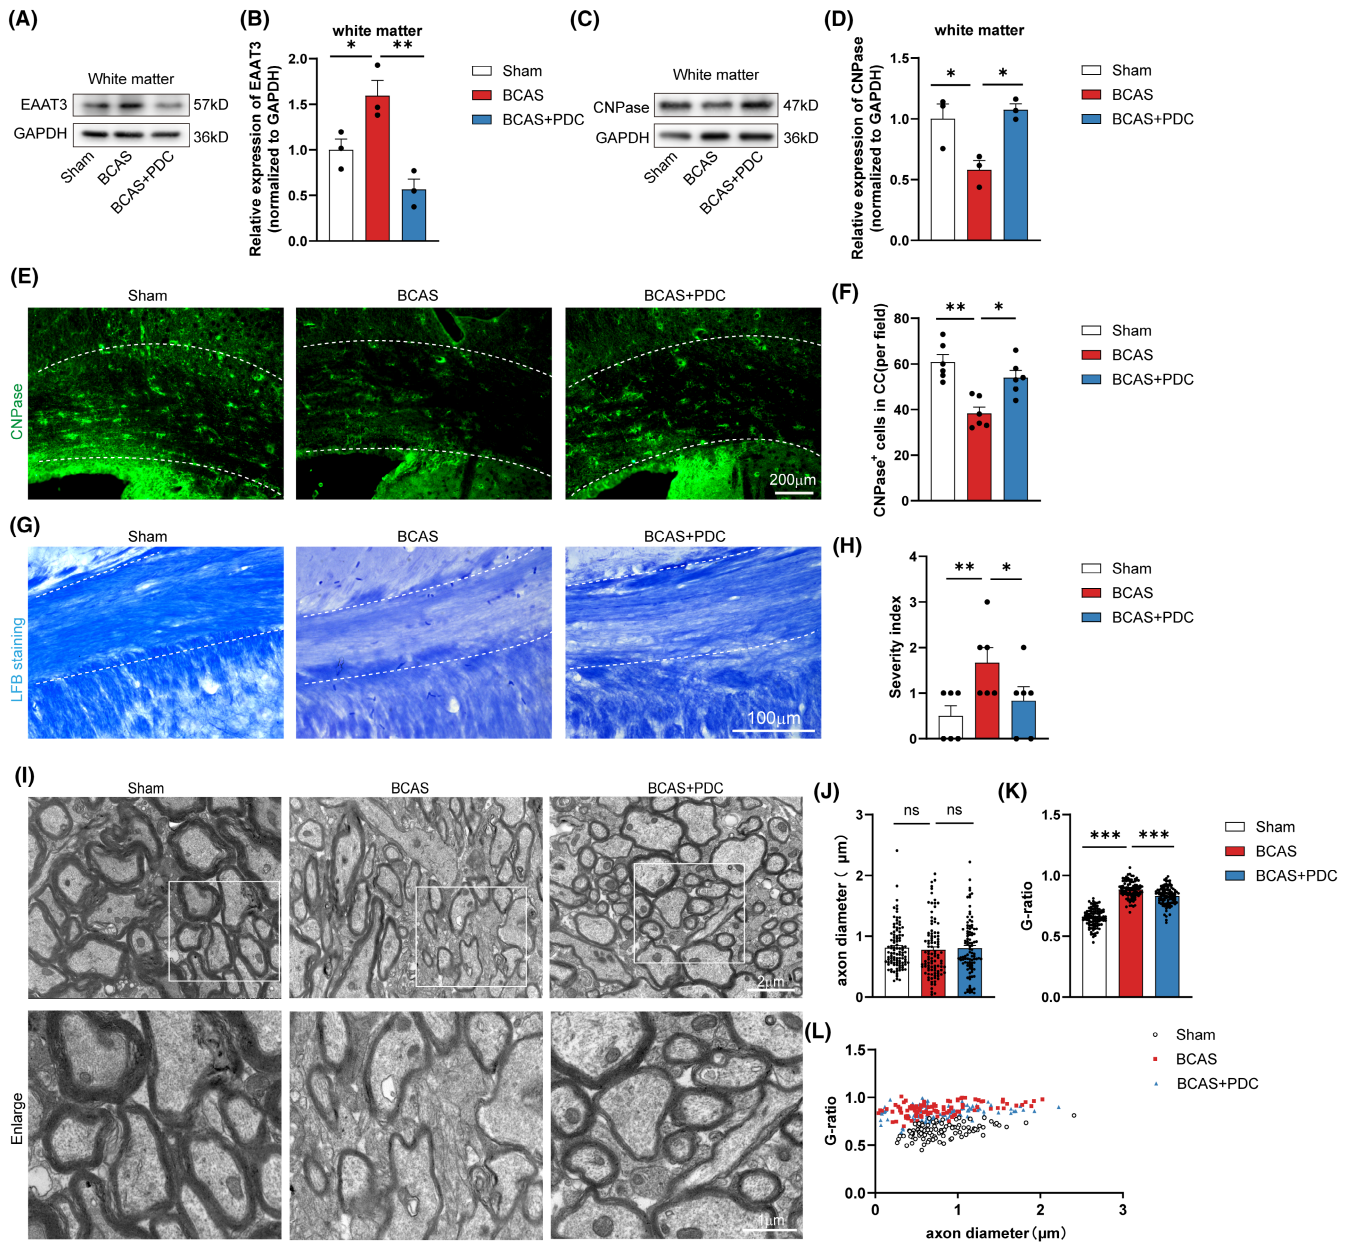 (A)
White matter
EAAT3
57kD
GAPDH
36kD
Sham
BCAS
BCAS+PDC
(B)
white matter
* **
Relative expression of EAAT3
(normalized to GAPDH)
2.0
1.5
1.0
0.5
0.0
Sham
BCAS
BCAS+PDC
(C)
White matter
CNPase
47kD
GAPDH
36kD
Sham
BCAS
BCAS+PDC
(D)
white matter
* *
Relative expression of CNPase
(normalized to GAPDH)
1.5
1.0
0.5
0.0
Sham
BCAS
BCAS+PDC
(E)
Sham
BCAS
BCAS+PDC
CNPase
200μm
(F)
** *
CNPase+ cells in CC(per field)
80
60
40
20
0
Sham
BCAS
BCAS+PDC
(G)
Sham
BCAS
BCAS+PDC
LFB staining
100μm
(H)
** *
Severity index
4
3
2
1
0
Sham
BCAS
BCAS+PDC
(I)
Sham
BCAS
BCAS+PDC
2μm
Enlarge
1μm
(J)
ns ns
axon diameter ( μm)
3
2
1
0
(K)
*** ***
G-ratio
1.5
1.0
0.5
0.0
Sham
BCAS
BCAS+PDC
(L)
Sham
BCAS
BCAS+PDC
G-ratio
1.5
1.0
0.5
0.0
0 1 2 3
axon diameter (μm)